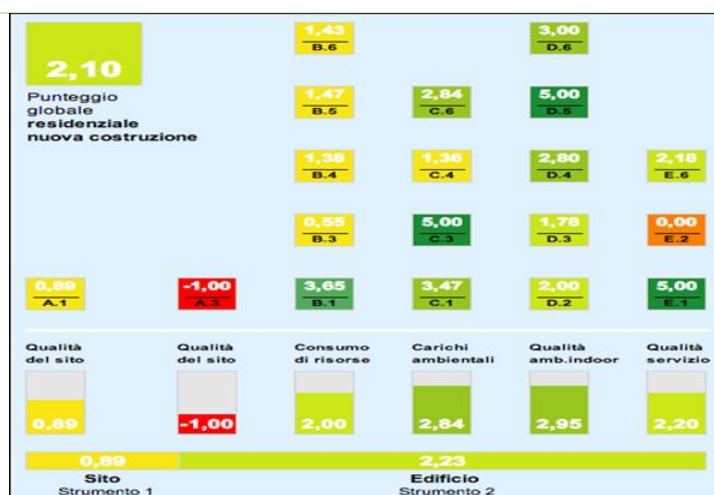 2,10
Punteggio
globale
residenziale
nuova costruzione
1,43
B.6
3,00
D.6
1,47
B.5
2,84
C.6
5,00
D.5
1,38
B.4
1,36
C.4
2,80
D.4
2,18
E.6
0,55
B.3
5,00
C.3
1,78
D.3
0,00
E.2
0,89
A.1
-1,00
A.3
3,65
B.1
3,47
C.1
2,00
D.2
5,00
E.1
Qualità
del sito
Qualità
del sito
Consumo
di risorse
Carichi
ambientali
Qualità
amb.indoor
Qualità
servizio
0,89
-1,00
2,00
2,84
2,95
2,20
0,89
2,23
Sito
Strumento 1
Edificio
Strumento 2